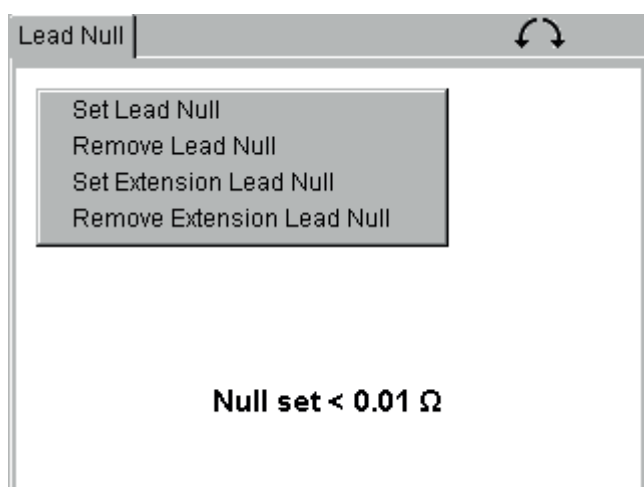 Lead Null
Set Lead Null
Remove Lead Null
Set Extension Lead Null
Remove Extension Lead Null
Null set < 0.01 Ω